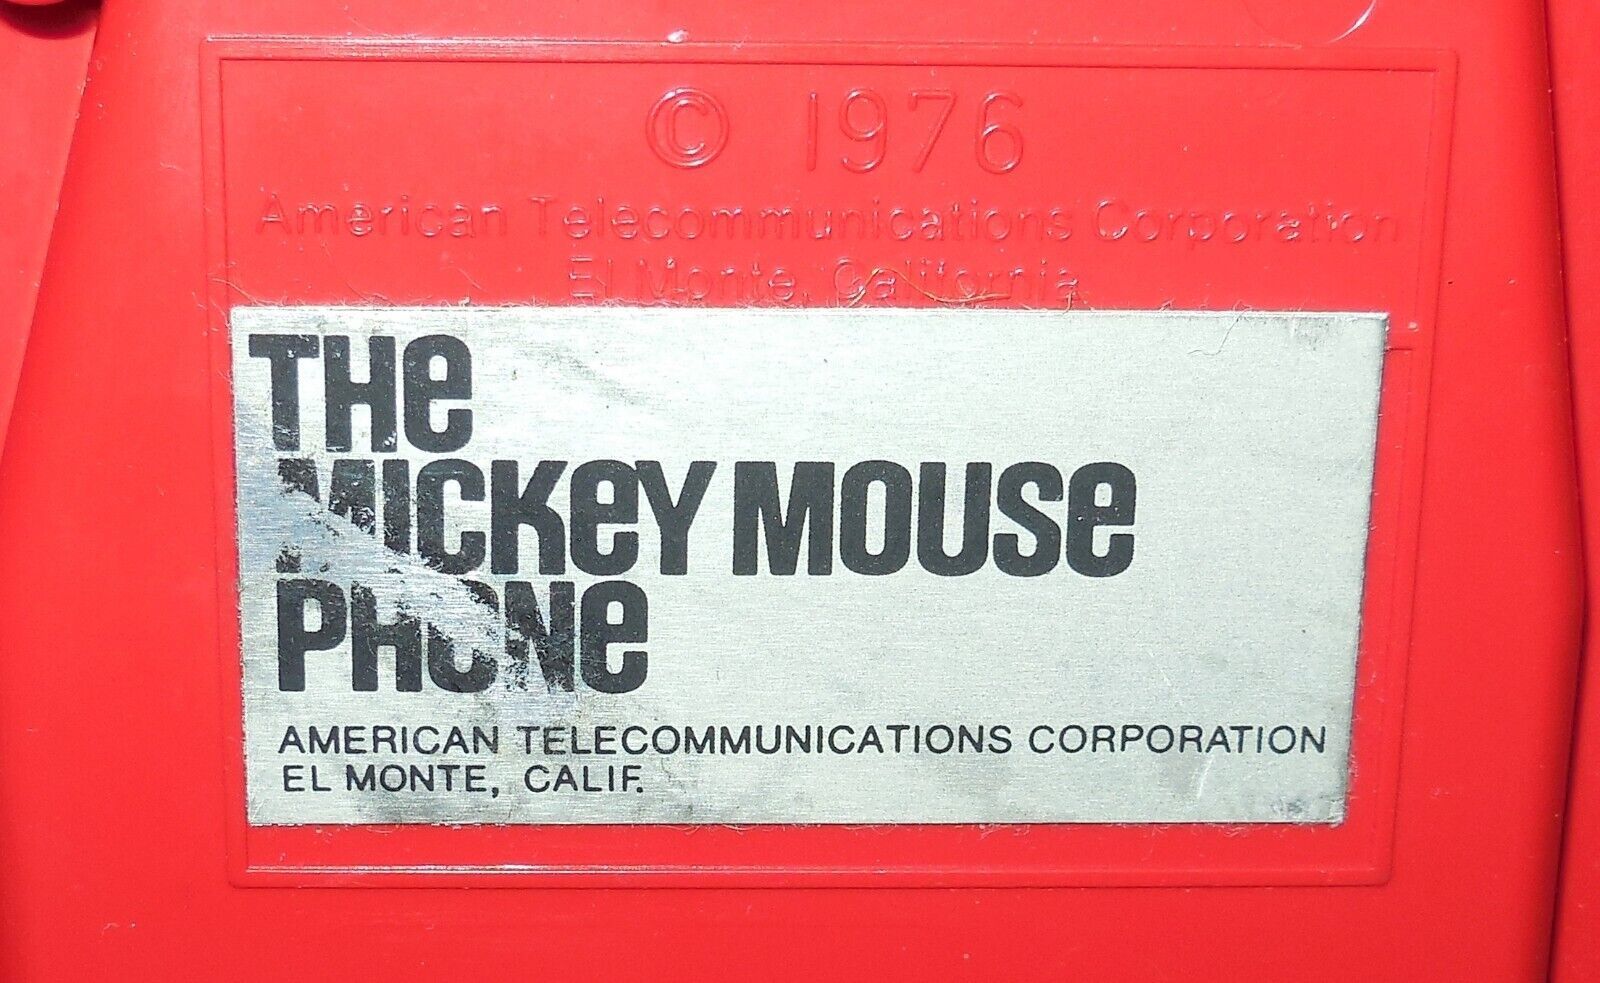 © 1976
American Telecommunications Corporation
El Monte, California
THe
MICKeY MOUSe
PHONe
AMERICAN TELECOMMUNICATIONS CORPORATION
EL MONTE, CALIF.